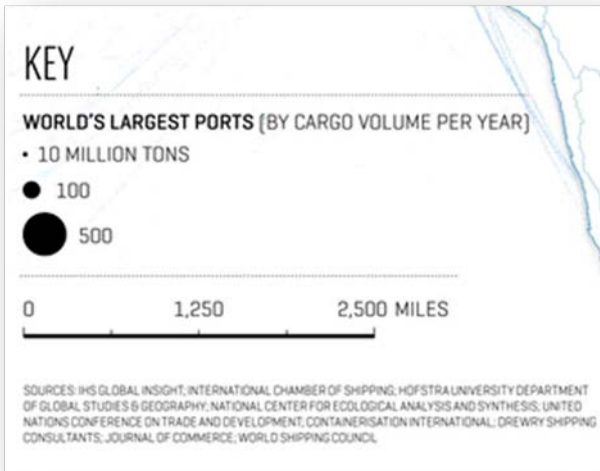 KEY
WORLD'S LARGEST PORTS (BY CARGO VOLUME PER YEAR)
• 10 MILLION TONS
100
500
0 1,250 2,500 MILES
SOURCES: IHS GLOBAL INSIGHT; INTERNATIONAL CHAMBER OF SHIPPING; HOFSTRA UNIVERSITY DEPARTMENT
OF GLOBAL STUDIES & GEOGRAPHY; NATIONAL CENTER FOR ECOLOGICAL ANALYSIS AND SYNTHESIS; UNITED
NATIONS CONFERENCE ON TRADE AND DEVELOPMENT; CONTAINERISATION INTERNATIONAL; DREWRY SHIPPING
CONSULTANTS; JOURNAL OF COMMERCE; WORLD SHIPPING COUNCIL